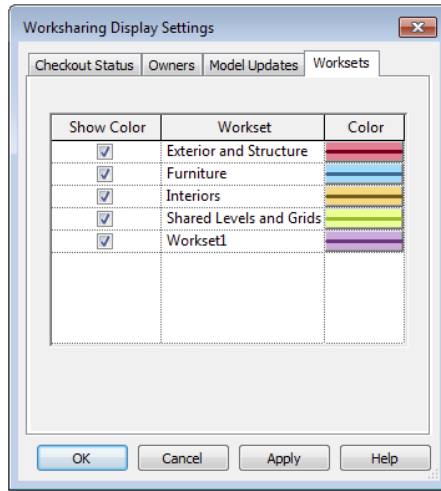 Worksharing Display Settings
Checkout Status Owners Model Updates Worksets
Show Color Workset Color
Exterior and Structure
Furniture
Interiors
Shared Levels and Grids
Workset1
OK Cancel Apply Help